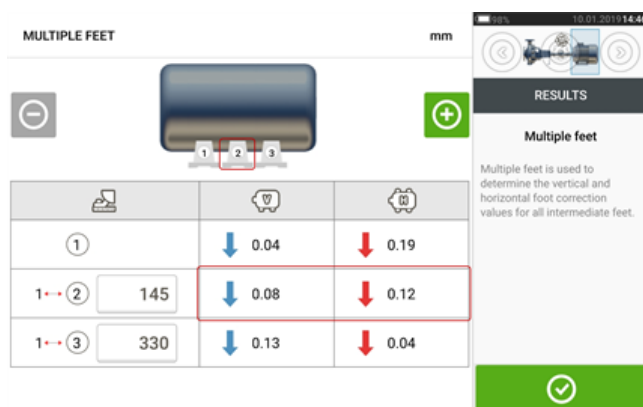 MULTIPLE FEET mm
98% 10.01.2019 14:46
1 2 3
V H
1 0.04 0.19
1 2 145 0.08 0.12
1 3 330 0.13 0.04
RESULTS
Multiple feet
Multiple feet is used to
determine the vertical and
horizontal foot correction
values for all intermediate feet.